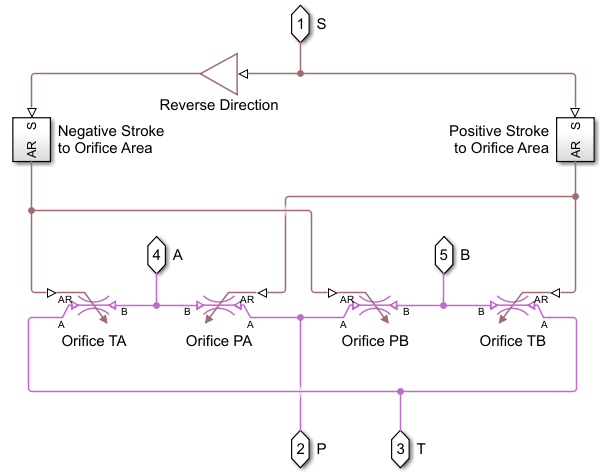 1 S
Reverse Direction
S
AR
Negative Stroke
to Orifice Area
Positive Stroke
to Orifice Area
S
AR
4 A
5 B
AR
B
A
Orifice TA
B
AR
A
Orifice PA
AR
B
A
Orifice PB
B
AR
A
Orifice TB
2 P
3 T